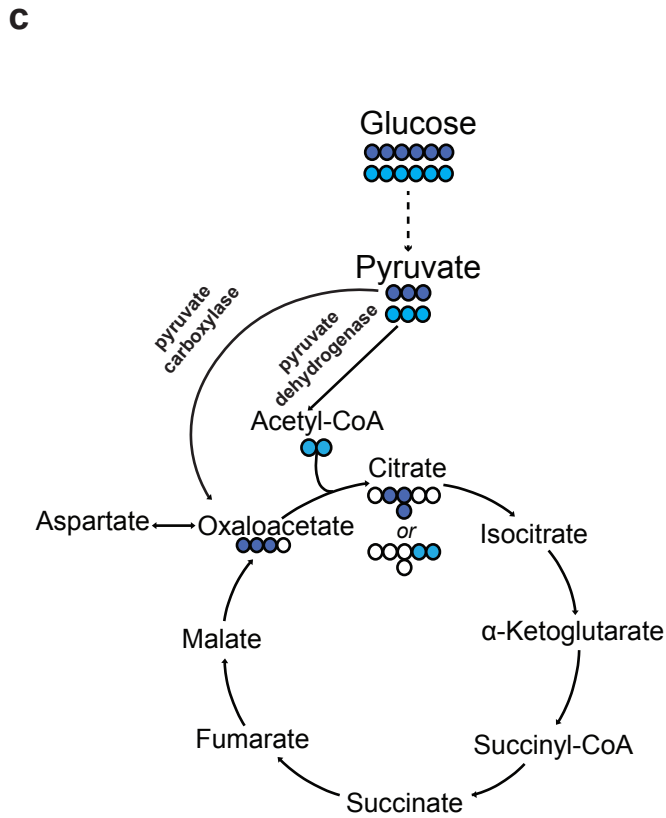 c
Glucose
Pyruvate
pyruvate
carboxylase
pyruvate
dehydrogenase
Acetyl-CoA
Citrate
or
Aspartate
Oxaloacetate
Isocitrate
Malate
α-Ketoglutarate
Fumarate
Succinyl-CoA
Succinate